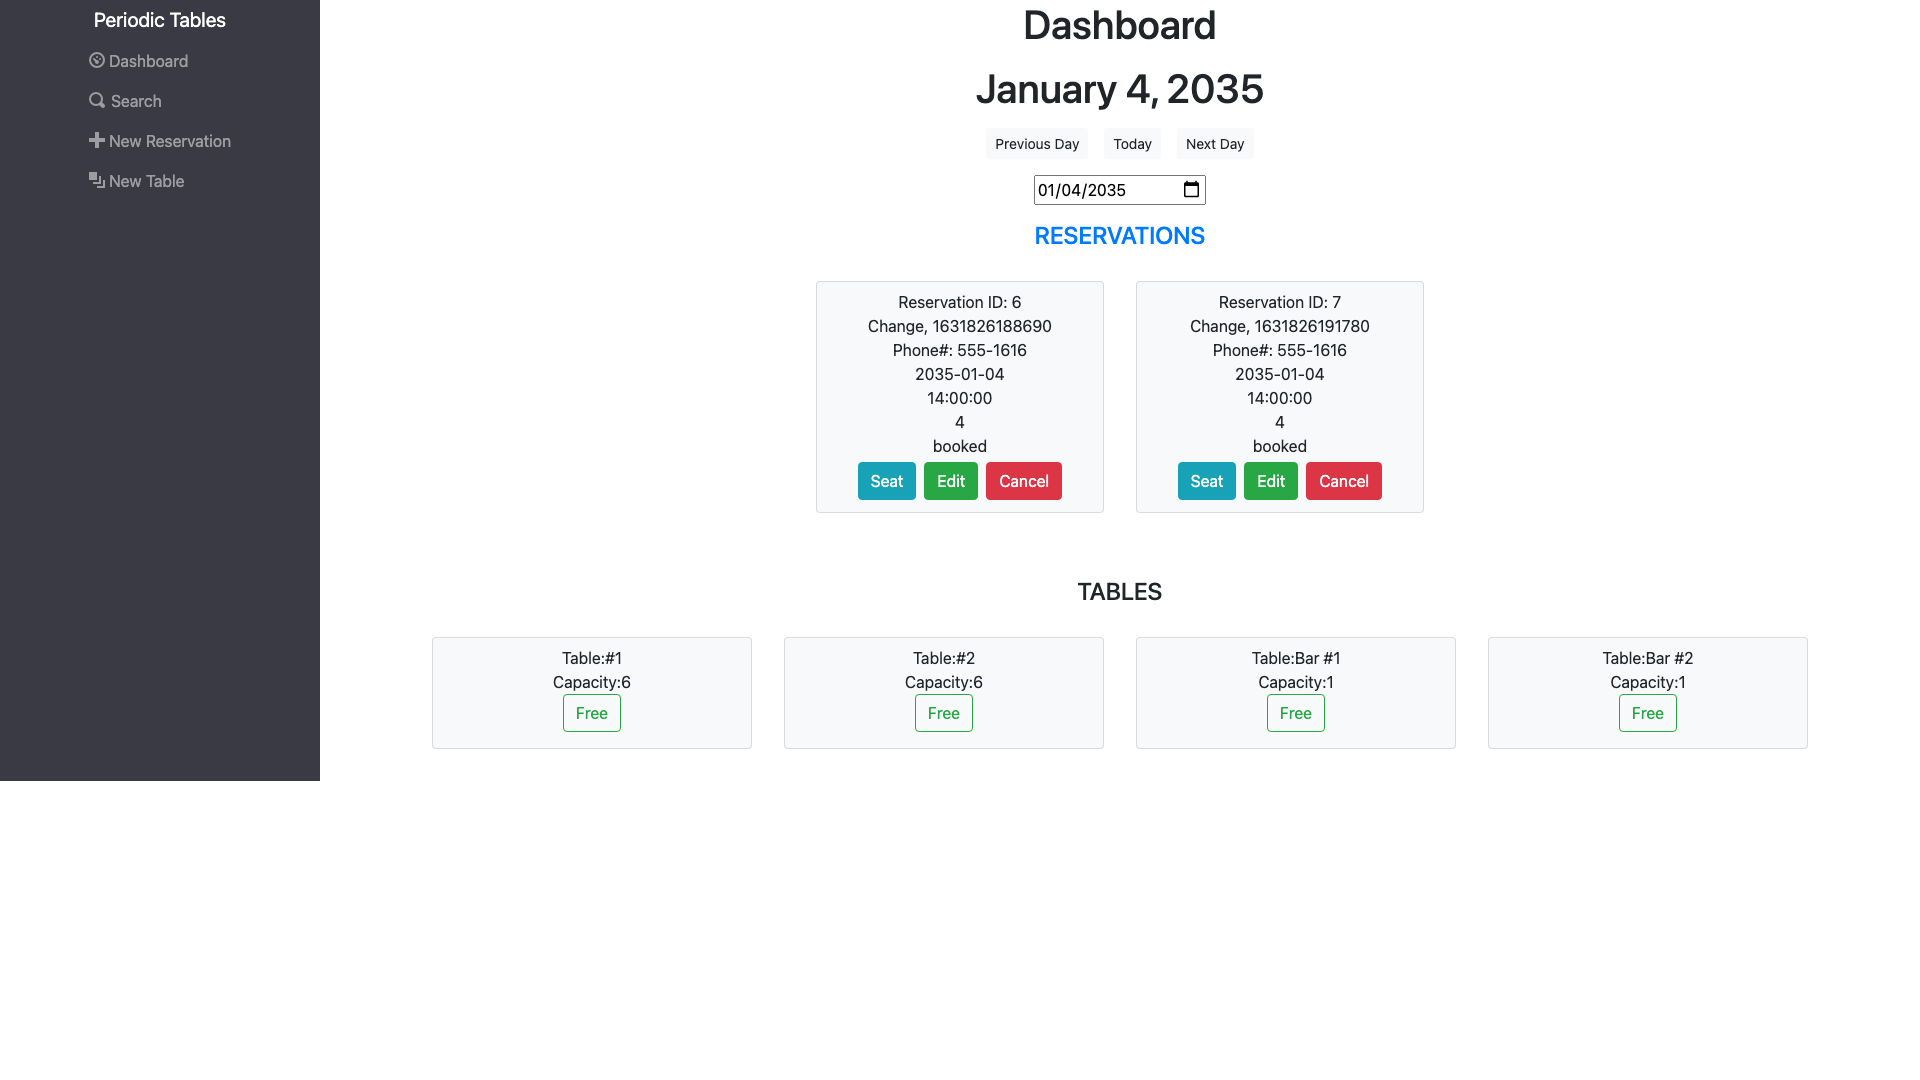 Periodic Tables
Dashboard
Search
New Reservation
New Table
Dashboard
January 4, 2035
Previous Day
Today
Next Day
01/04/2035
RESERVATIONS
Reservation ID: 6
Change, 1631826188690
Phone#: 555-1616
2035-01-04
14:00:00
4
booked
Seat
Edit
Cancel
Reservation ID: 7
Change, 1631826191780
Phone#: 555-1616
2035-01-04
14:00:00
4
booked
Seat
Edit
Cancel
TABLES
Table:#1
Capacity:6
Free
Table:#2
Capacity:6
Free
Table:Bar #1
Capacity:1
Free
Table:Bar #2
Capacity:1
Free